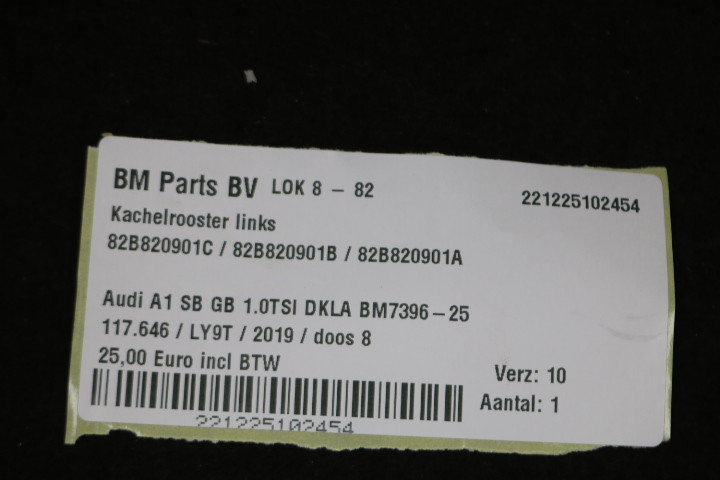 BM Parts BV LOK 8 - 82
221225102454
Kachelrooster links
82B820901C / 82B820901B / 82B820901A
Audi A1 SB GB 1.0TSI DKLA BM7396-25
117.646 / LY9T / 2019 / doos 8
25,00 Euro incl BTW
Verz: 10
Aantal: 1
221225102454